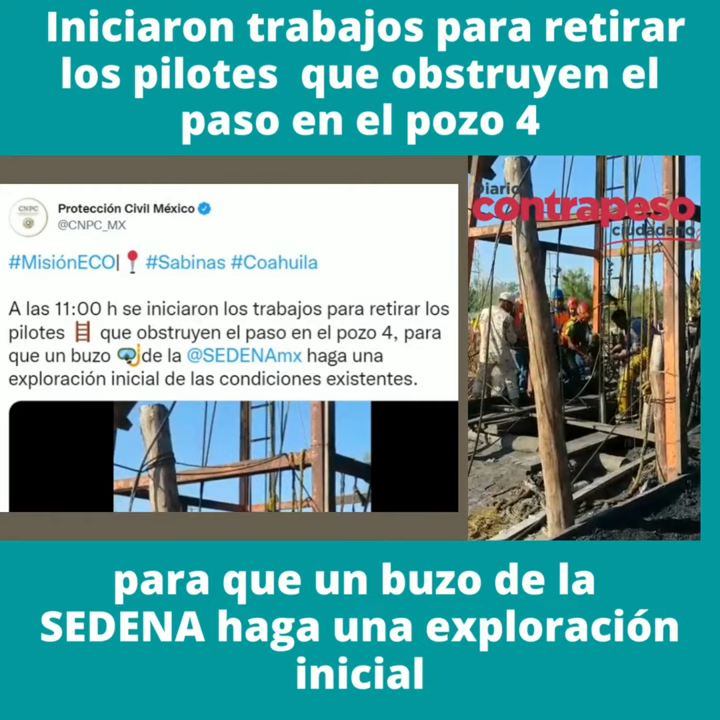 Iniciaron trabajos para retirar
los pilotes que obstruyen el
paso en el pozo 4
CNPC
Protección Civil México
@CNPC_MX
#MisiónECO| #Sabinas #Coahuila
A las 11:00 h se iniciaron los trabajos para retirar los
pilotes que obstruyen el paso en el pozo 4, para
que un buzo de la @SEDENAmx haga una
exploración inicial de las condiciones existentes.
Diario
contrapeso
ciudadano
para que un buzo de la
SEDENA haga una exploración
inicial